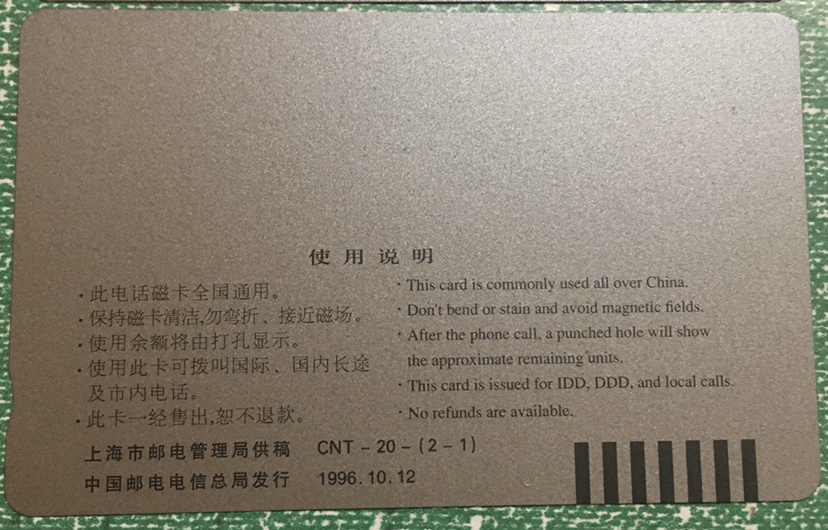 使用说明
·此电话磁卡全国通用。
·保持磁卡清洁,勿弯折、接近磁场。
·使用余额将由打孔显示。
·使用此卡可拨叫国际、国内长途
及市内电话。
·此卡一经售出,恕不退款。
·This card is commonly used all over China.
·Don't bend or stain and avoid magnetic fields.
·After the phone call, a punched hole will show
the approximate remaining units.
·This card is issued for IDD, DDD, and local calls.
·No refunds are available.
上海市邮电管理局供稿 CNT-20-(2-1)
中国邮电电信总局发行 1996.10.12